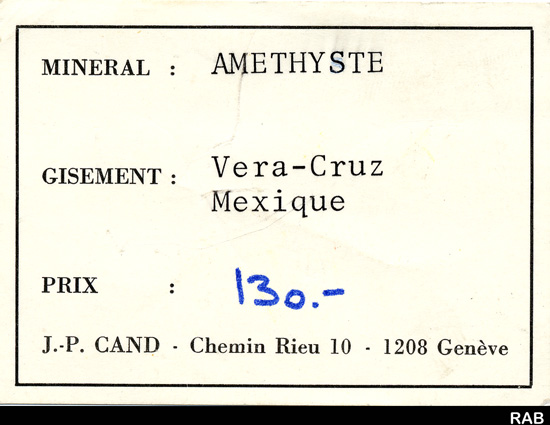 MINERAL : AMETHYSTE
GISEMENT : Vera-Cruz
Mexique
PRIX : 130.-
J.-P. CAND - Chemin Rieu 10 - 1208 Genève
RAB